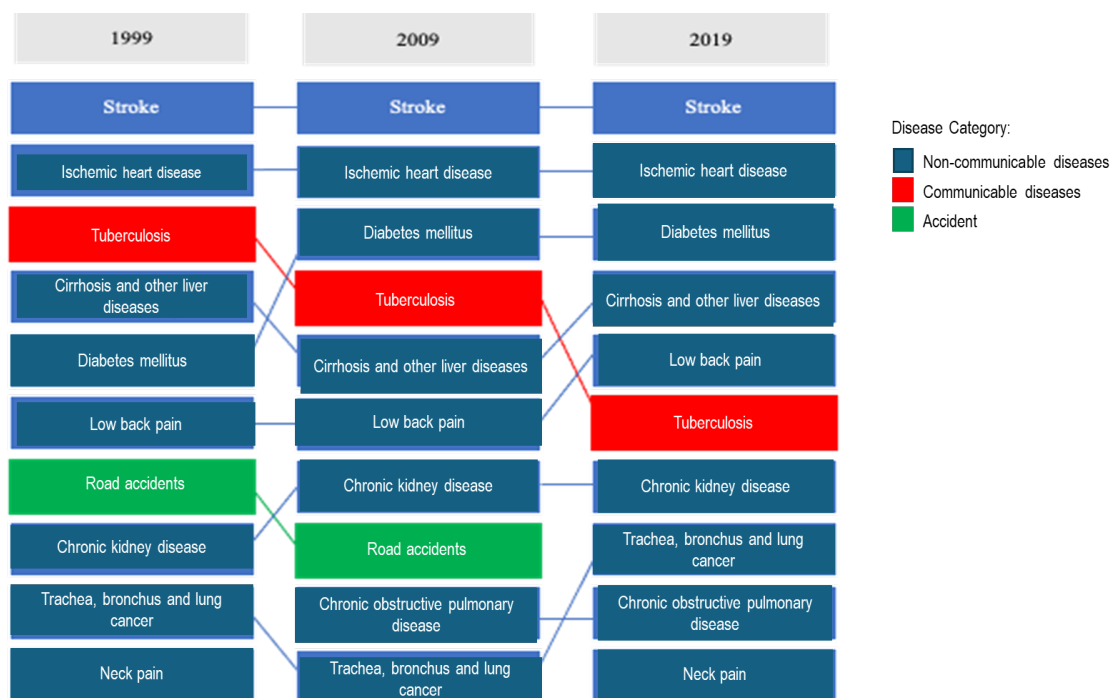 1999
2009
2019
Stroke
Stroke
Stroke
Ischemic heart disease
Ischemic heart disease
Ischemic heart disease
Tuberculosis
Diabetes mellitus
Diabetes mellitus
Cirrhosis and other liver
diseases
Tuberculosis
Cirrhosis and other liver diseases
Diabetes mellitus
Cirrhosis and other liver diseases
Low back pain
Low back pain
Low back pain
Tuberculosis
Road accidents
Chronic kidney disease
Chronic kidney disease
Chronic kidney disease
Road accidents
Trachea, bronchus and lung
cancer
Trachea, bronchus and lung
cancer
Chronic obstructive pulmonary
disease
Chronic obstructive pulmonary
disease
Neck pain
Trachea, bronchus and lung
cancer
Neck pain
Disease Category:
Non-communicable diseases
Communicable diseases
Accident